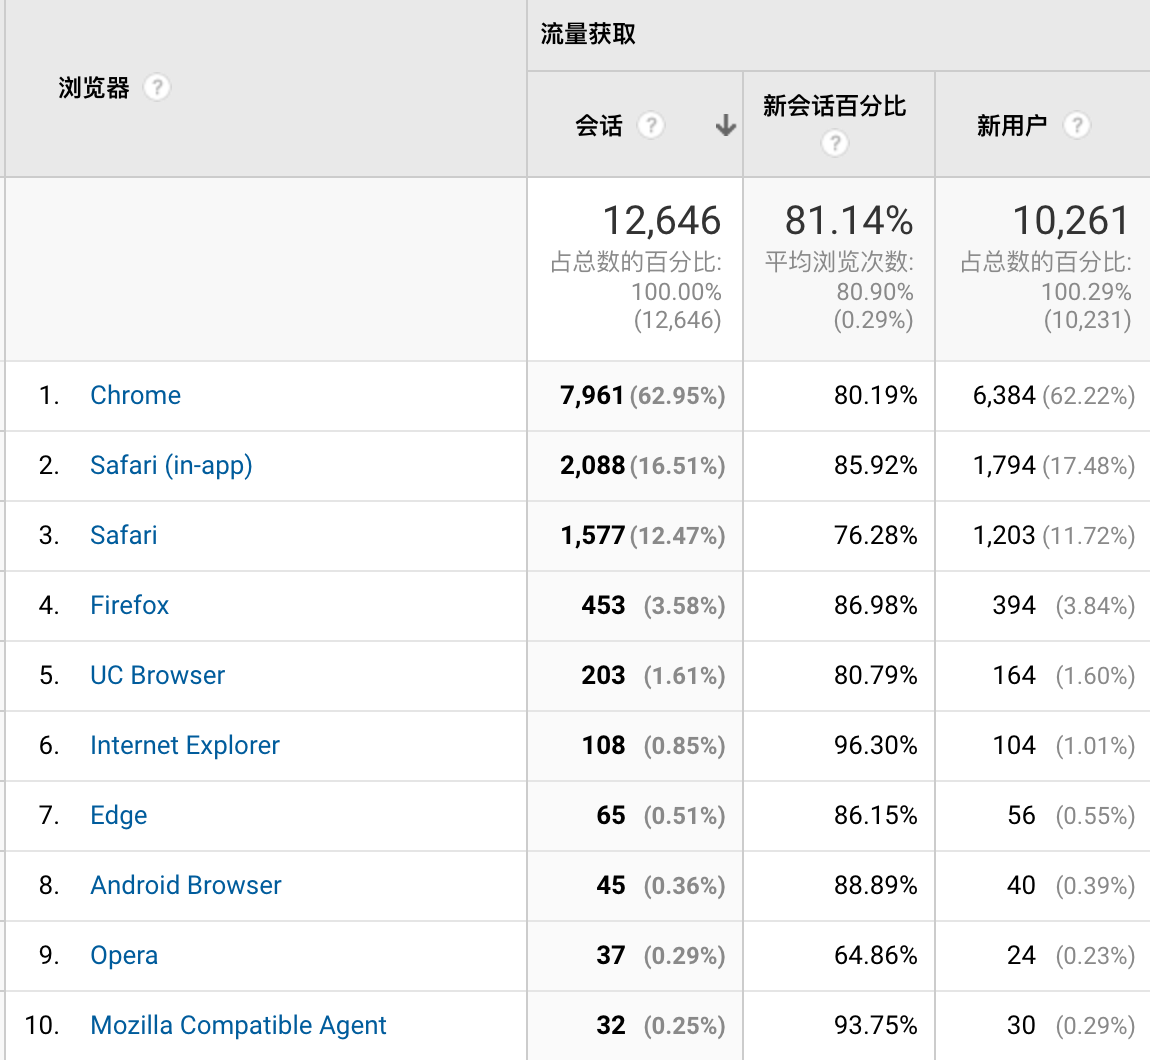 浏览器 ?
流量获取
会话 ?
新会话百分比
?
新用户 ?
12,646
占总数的百分比:
100.00%
(12,646)
81.14%
平均浏览次数:
80.90%
(0.29%)
10,261
占总数的百分比:
100.29%
(10,231)
1. Chrome 7,961 (62.95%) 80.19% 6,384 (62.22%)
2. Safari (in-app) 2,088 (16.51%) 85.92% 1,794 (17.48%)
3. Safari 1,577 (12.47%) 76.28% 1,203 (11.72%)
4. Firefox 453 (3.58%) 86.98% 394 (3.84%)
5. UC Browser 203 (1.61%) 80.79% 164 (1.60%)
6. Internet Explorer 108 (0.85%) 96.30% 104 (1.01%)
7. Edge 65 (0.51%) 86.15% 56 (0.55%)
8. Android Browser 45 (0.36%) 88.89% 40 (0.39%)
9. Opera 37 (0.29%) 64.86% 24 (0.23%)
10. Mozilla Compatible Agent 32 (0.25%) 93.75% 30 (0.29%)